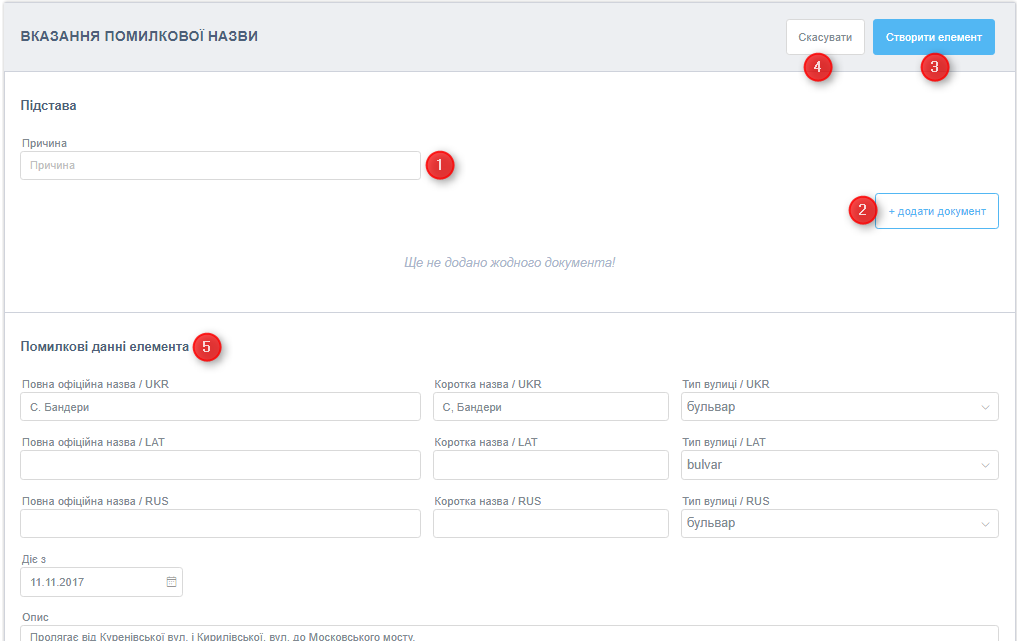 ВКАЗАННЯ ПОМИЛКОВОЇ НАЗВИ
Скасувати
Створити елемент
4
3
Підстава
Причина
Причина
1
2
+ додати документ
Ще не додано жодного документа!
Помилкові данні елемента
5
Повна офіційна назва / UKR
Коротка назва / UKR
Тип вулиці / UKR
С. Бандери
С, Бандери
бульвар
Повна офіційна назва / LAT
Коротка назва / LAT
Тип вулиці / LAT
bulvar
Повна офіційна назва / RUS
Коротка назва / RUS
Тип вулиці / RUS
бульвар
Діє з
11.11.2017
Опис
Пролягає від Куренівської вул. і Кирилівської. вул. до Московського мосту.